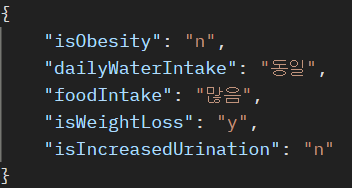 {
"isObesity": "n",
"dailyWaterIntake": "동일",
"foodIntake": "많음",
"isWeightLoss": "y",
"isIncreasedUrination": "n"
}